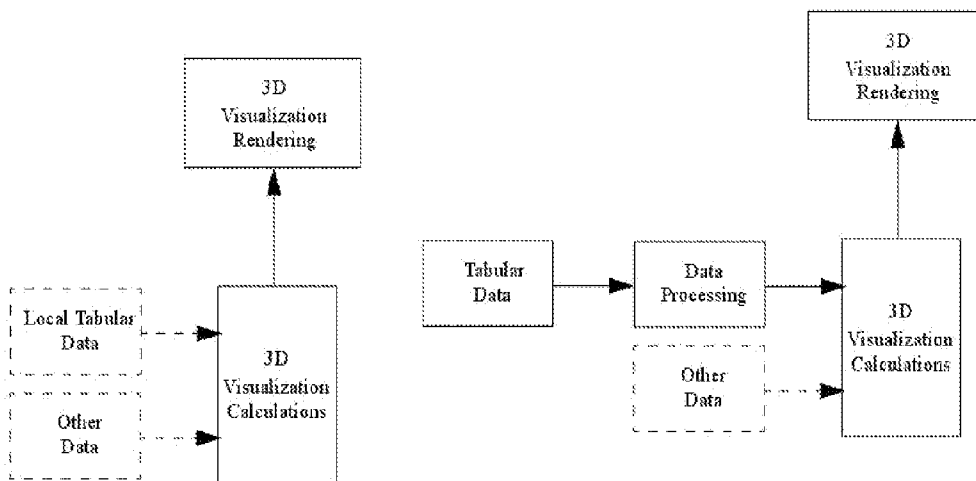 3D
Visualization
Rendering
Local Tabular
Data
Other
Data
3D
Visualization
Calculations
3D
Visualization
Rendering
Tabular
Data
Data
Processing
Other
Data
3D
Visualization
Calculations